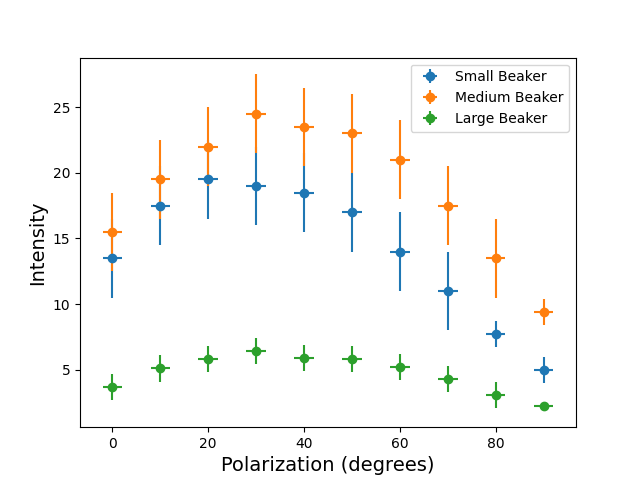 Small Beaker
Medium Beaker
Large Beaker
25
20
15
10
5
Intensity
0 20 40 60 80
Polarization (degrees)